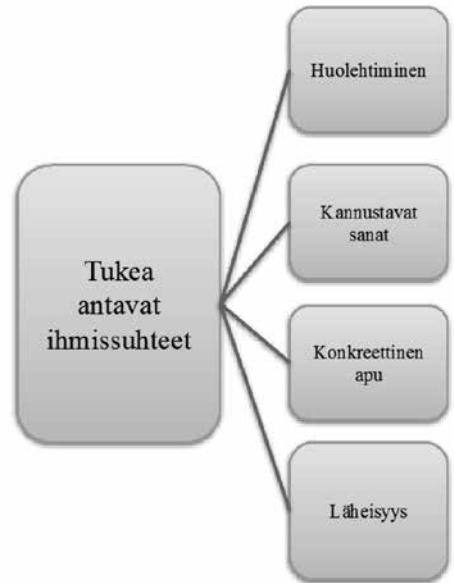 Tukea
antavat
ihmissuhteet
Huolehtiminen
Kannustavat
sanat
Konkreettinen
apu
Läheisyys